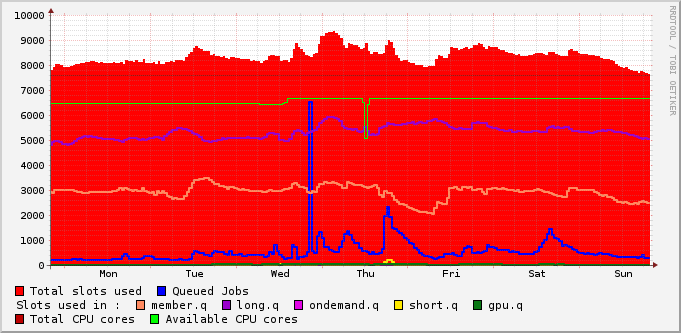 10000
9000
8000
7000
6000
5000
4000
3000
2000
1000
0
Mon Tue Wed Thu Fri Sat Sun
RRDTOOL / TOBI OETIKER
Total slots used Queued Jobs
Slots used in : member.q long.q ondemand.q short.q gpu.q
Total CPU cores Available CPU cores